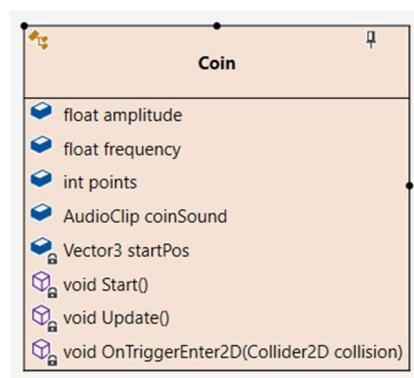 Coin
float amplitude
float frequency
int points
AudioClip coinSound
Vector3 startPos
void Start()
void Update()
void OnTriggerEnter2D(Collider2D collision)